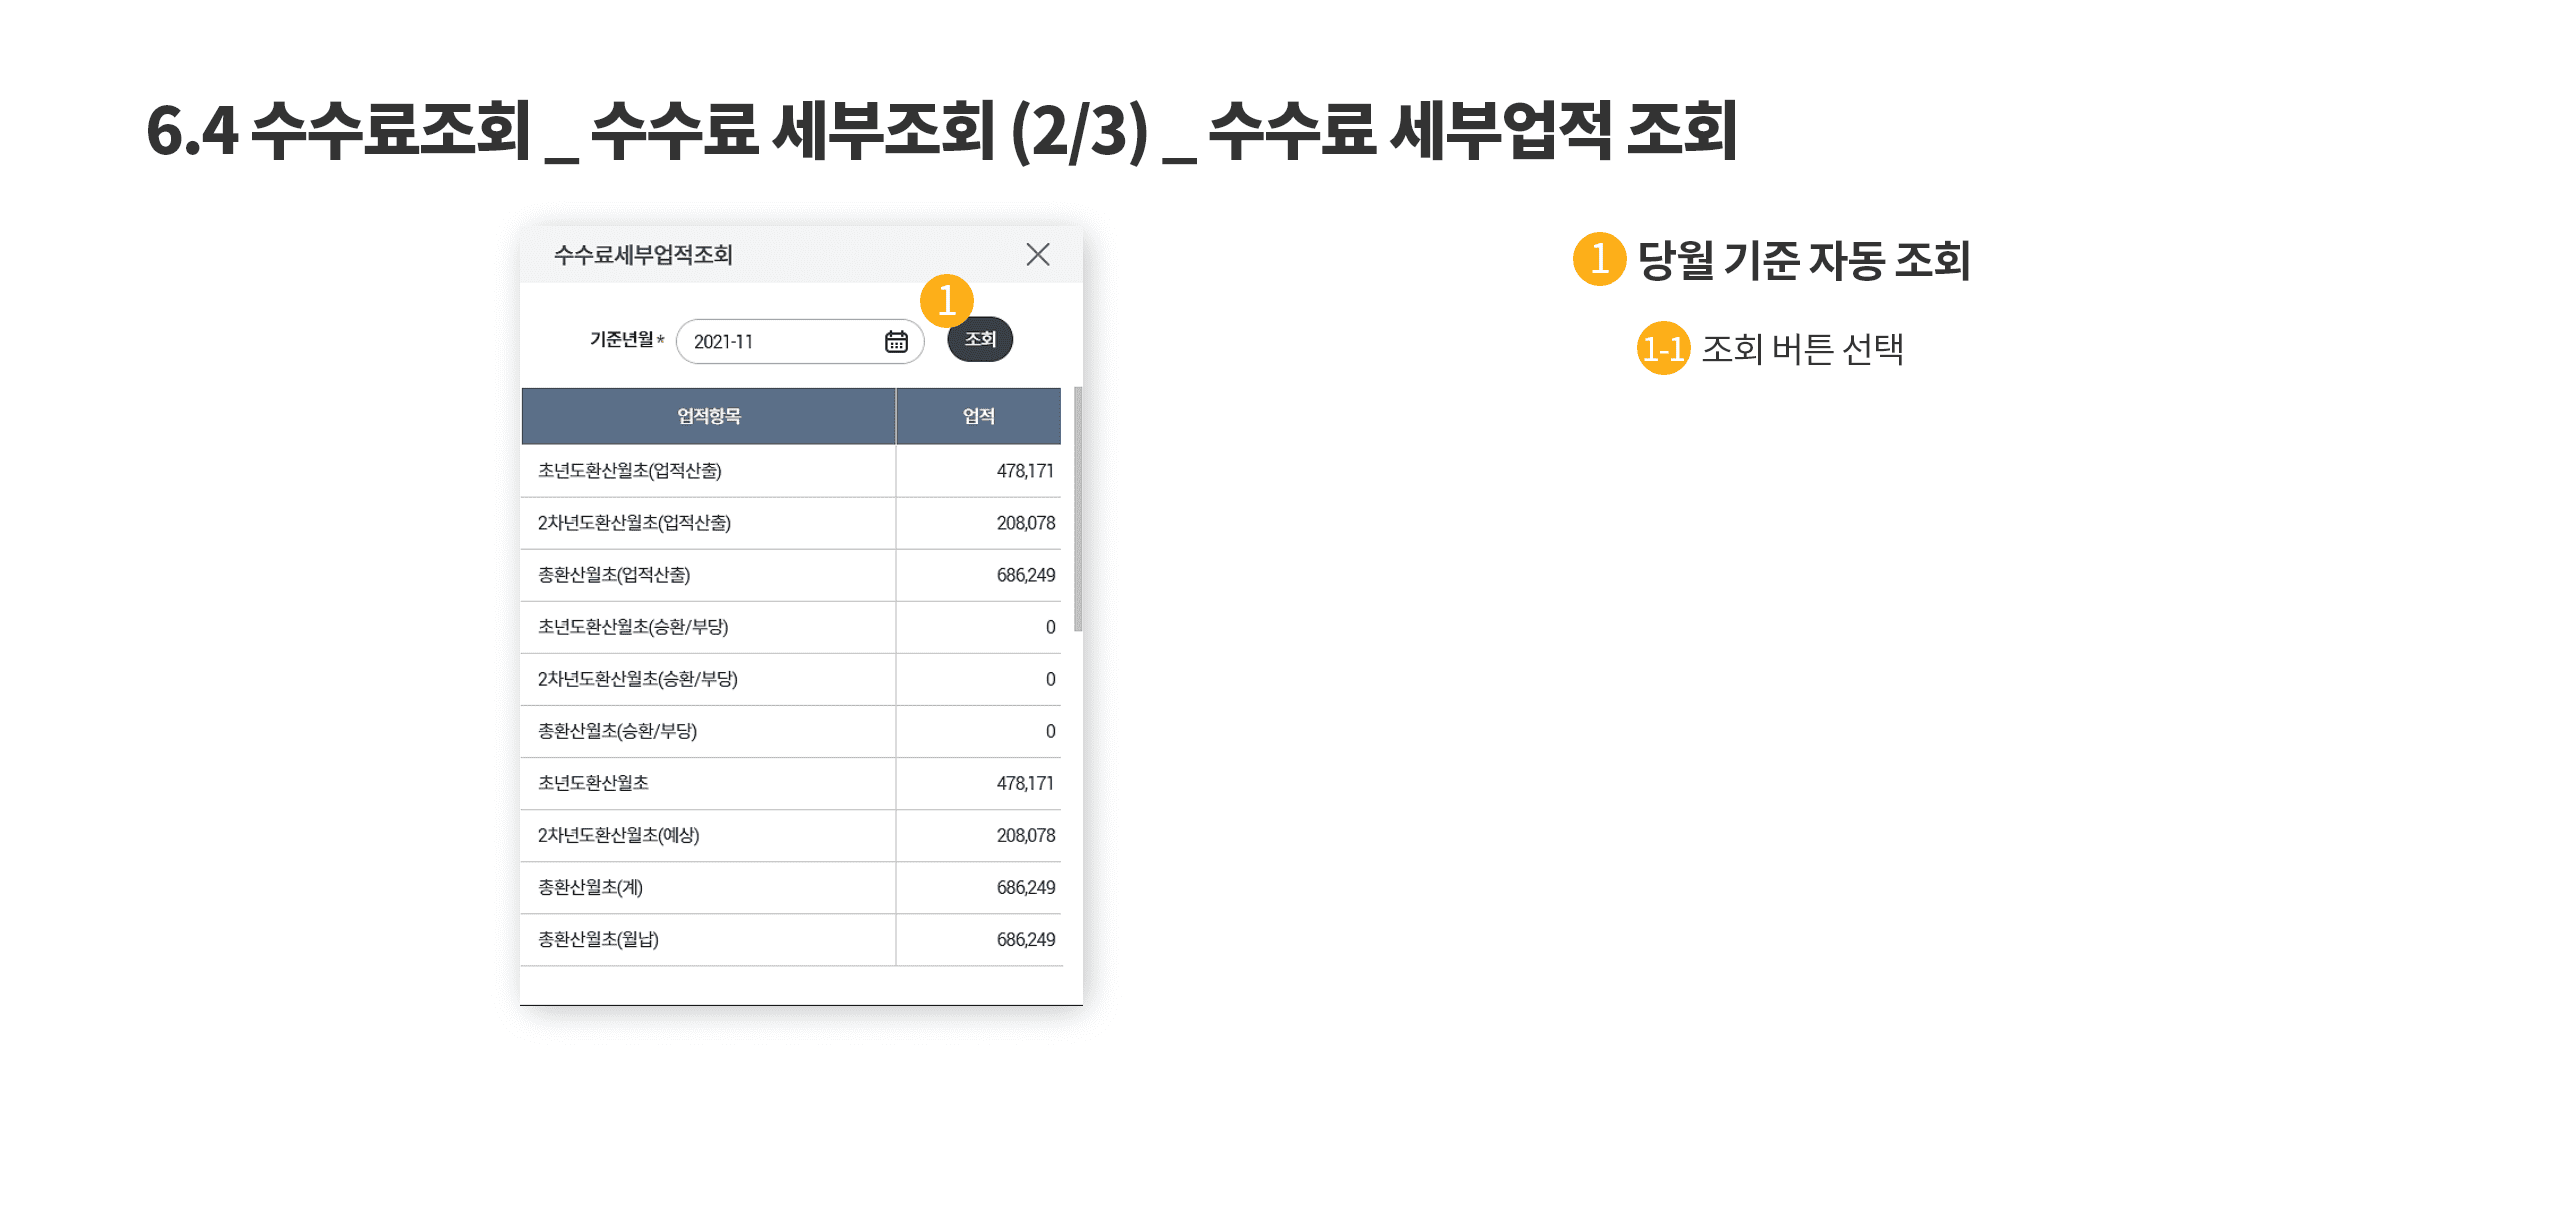 6.4 수수료조회 _ 수수료 세부조회 (2/3) _ 수수료 세부업적 조회
수수료세부업적조회
1
기준년월 * 2021-11 조회
업적항목 업적
초년도환산월초(업적산출) 478,171
2차년도환산월초(업적산출) 208,078
총환산월초(업적산출) 686,249
초년도환산월초(승환/부당) 0
2차년도환산월초(승환/부당) 0
총환산월초(승환/부당) 0
초년도환산월초 478,171
2차년도환산월초(예상) 208,078
총환산월초(계) 686,249
총환산월초(월납) 686,249
1 당월 기준 자동 조회
1-1 조회 버튼 선택